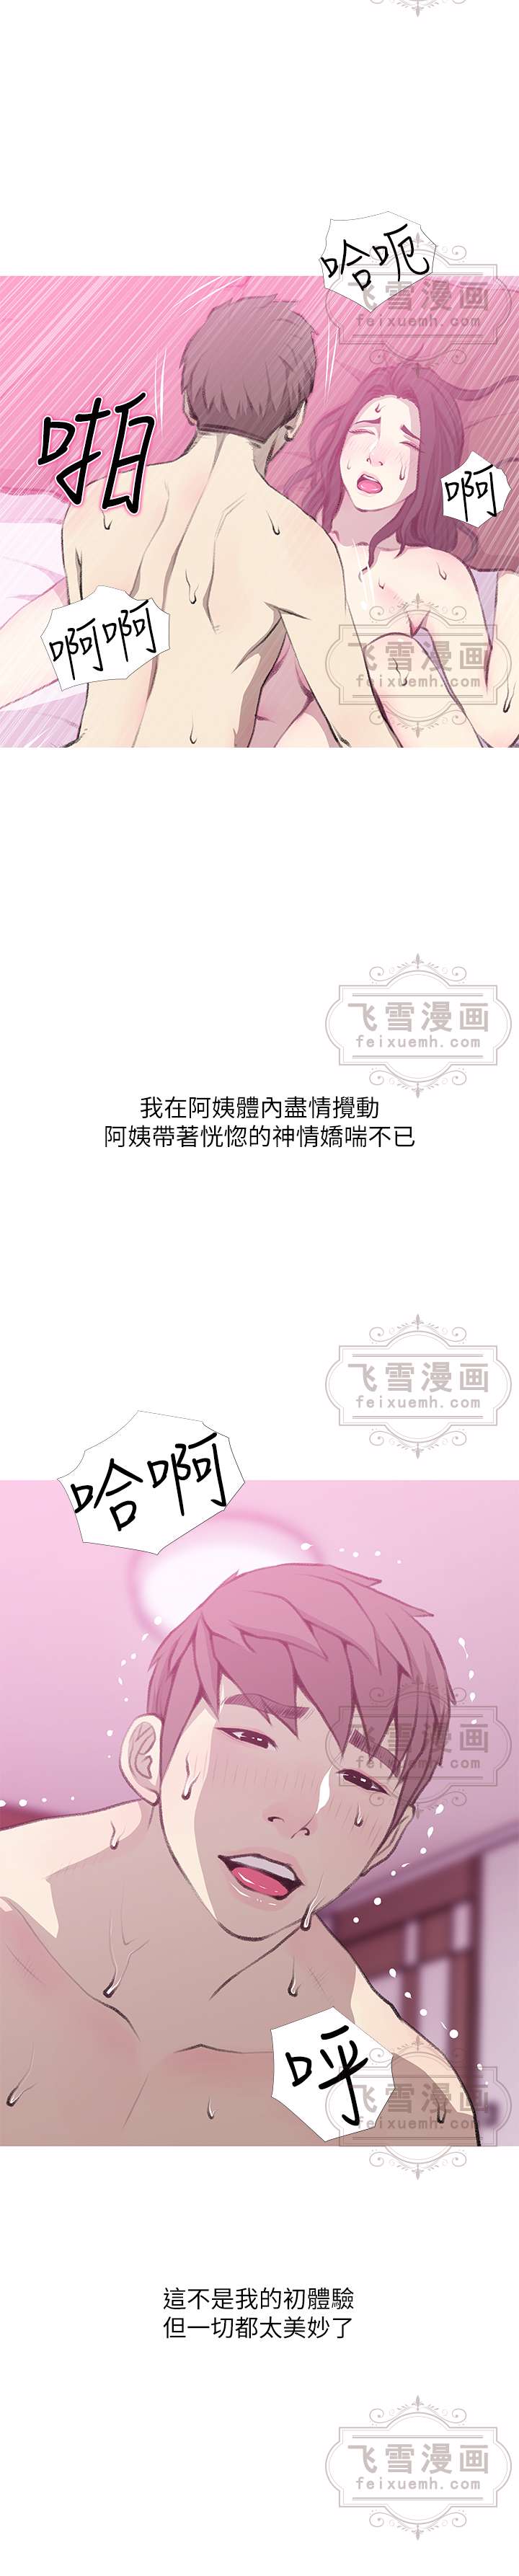 哈呃
飞雪漫画
feixuemh.com
啪
啊
啊啊
飞雪漫画
feixuemh.com
飞雪漫画
feixuemh.com
我在阿姨體內盡情攪動
阿姨帶著恍惚的神情嬌喘不已
飞雪漫画
feixuemh.com
哈啊
飞雪漫画
feixuemh.com
呼
飞雪漫画
feixuemh.com
這不是我的初體驗
但一切都太美妙了
飞雪漫画
feixuemh.com